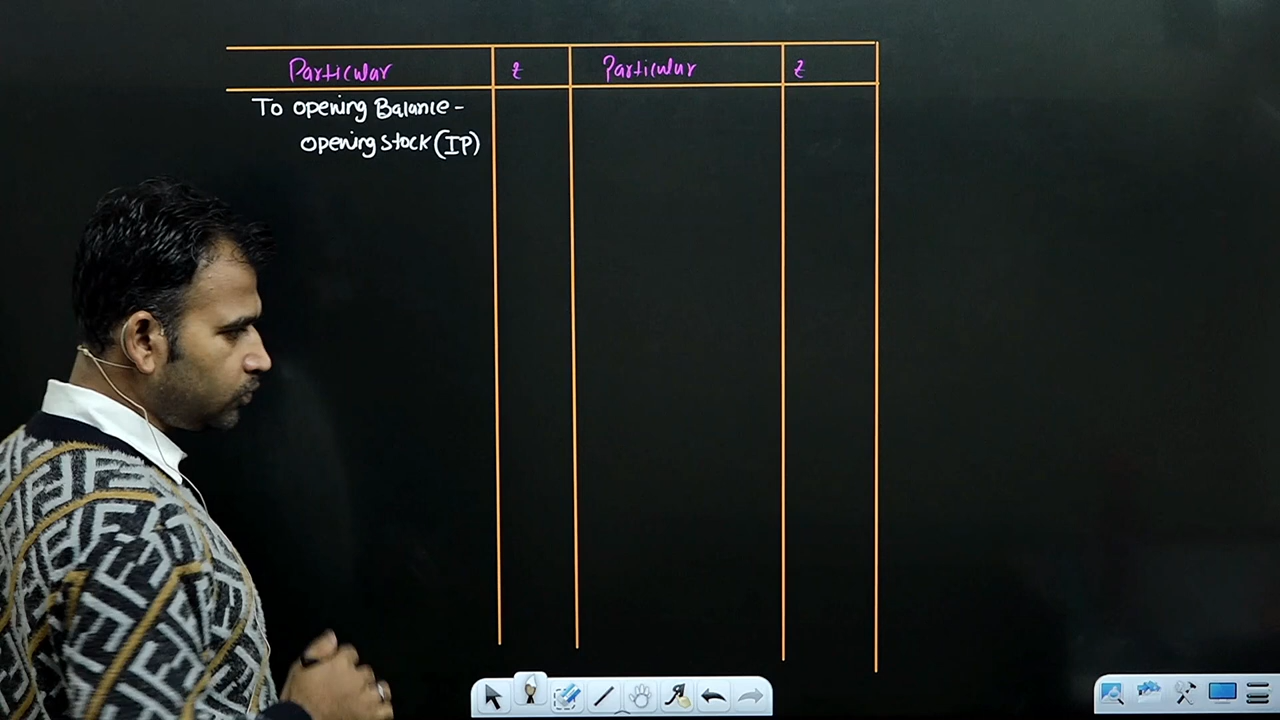 Particular ₹ Particular ₹
To opening Balance -
opening stock (IP)